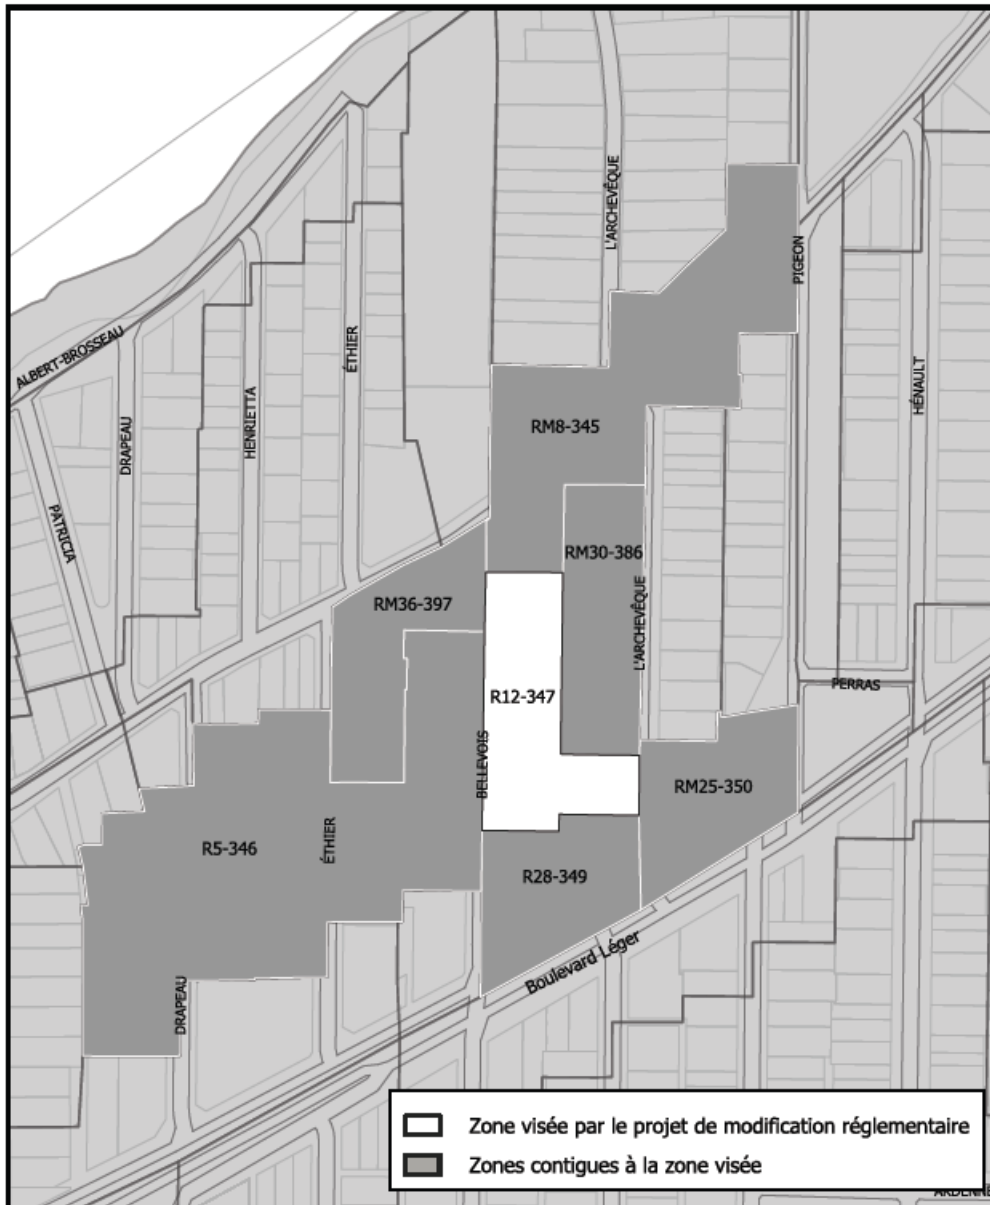 L'ARCHEVÊQUE
PIGEON
ALBERT-BROSSEAU
DRAPEAU
HENRIETTA
ÉTHIER
HÉNAULT
PATRICIA
RM8-345
RM30-386
RM36-397
L'ARCHEVÊQUE
PERRAS
R12-347
BELLEVOIS
RM25-350
R5-346
ÉTHIER
R28-349
Boulevard Léger
DRAPEAU
Zone visée par le projet de modification réglementaire
Zones contigues à la zone visée